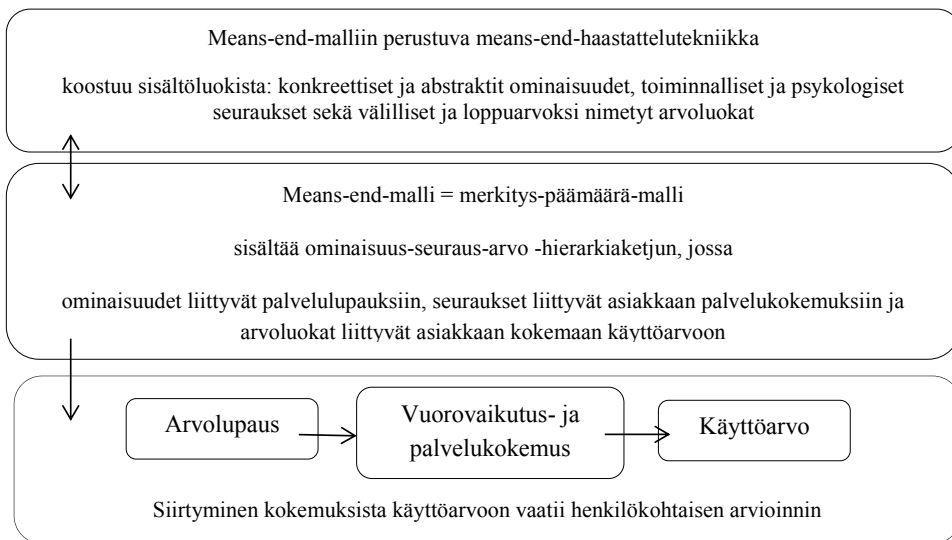 Means-end-malliin perustuva means-end-haastattelutekniikka
koostuu sisältöluokista: konkreettiset ja abstraktit ominaisuudet, toiminnalliset ja psykologiset
seuraukset sekä välilliset ja loppuarvoksi nimetyt arvoluokat
Means-end-malli = merkitys-päämäärä-malli
sisältää ominaisuus-seuraus-arvo -hierarkiaketjun, jossa
ominaisuudet liittyvät palvelulupauksiin, seuraukset liittyvät asiakkaan palvelukokemuksiin ja
arvoluokat liittyvät asiakkaan kokemaan käyttöarvoon
Arvolupaus
Vuorovaikutus- ja
palvelukokemus
Käyttöarvo
Siirtyminen kokemuksista käyttöarvoon vaatii henkilökohtaisen arvioinnin